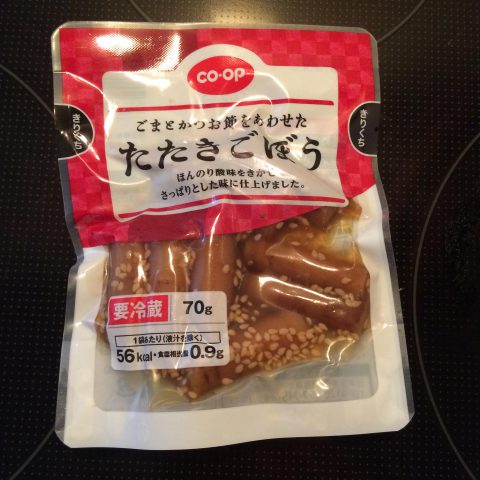 CO·OP
ごまとかつお節をあわせた
たたきごぼう
ほんのり酸味をきかせ
さっぱりとした味に仕上げました。
きりくち
きりくち
要冷蔵 70g
1袋あたり(液汁を除く)
56kcal・食塩相当量0.9g